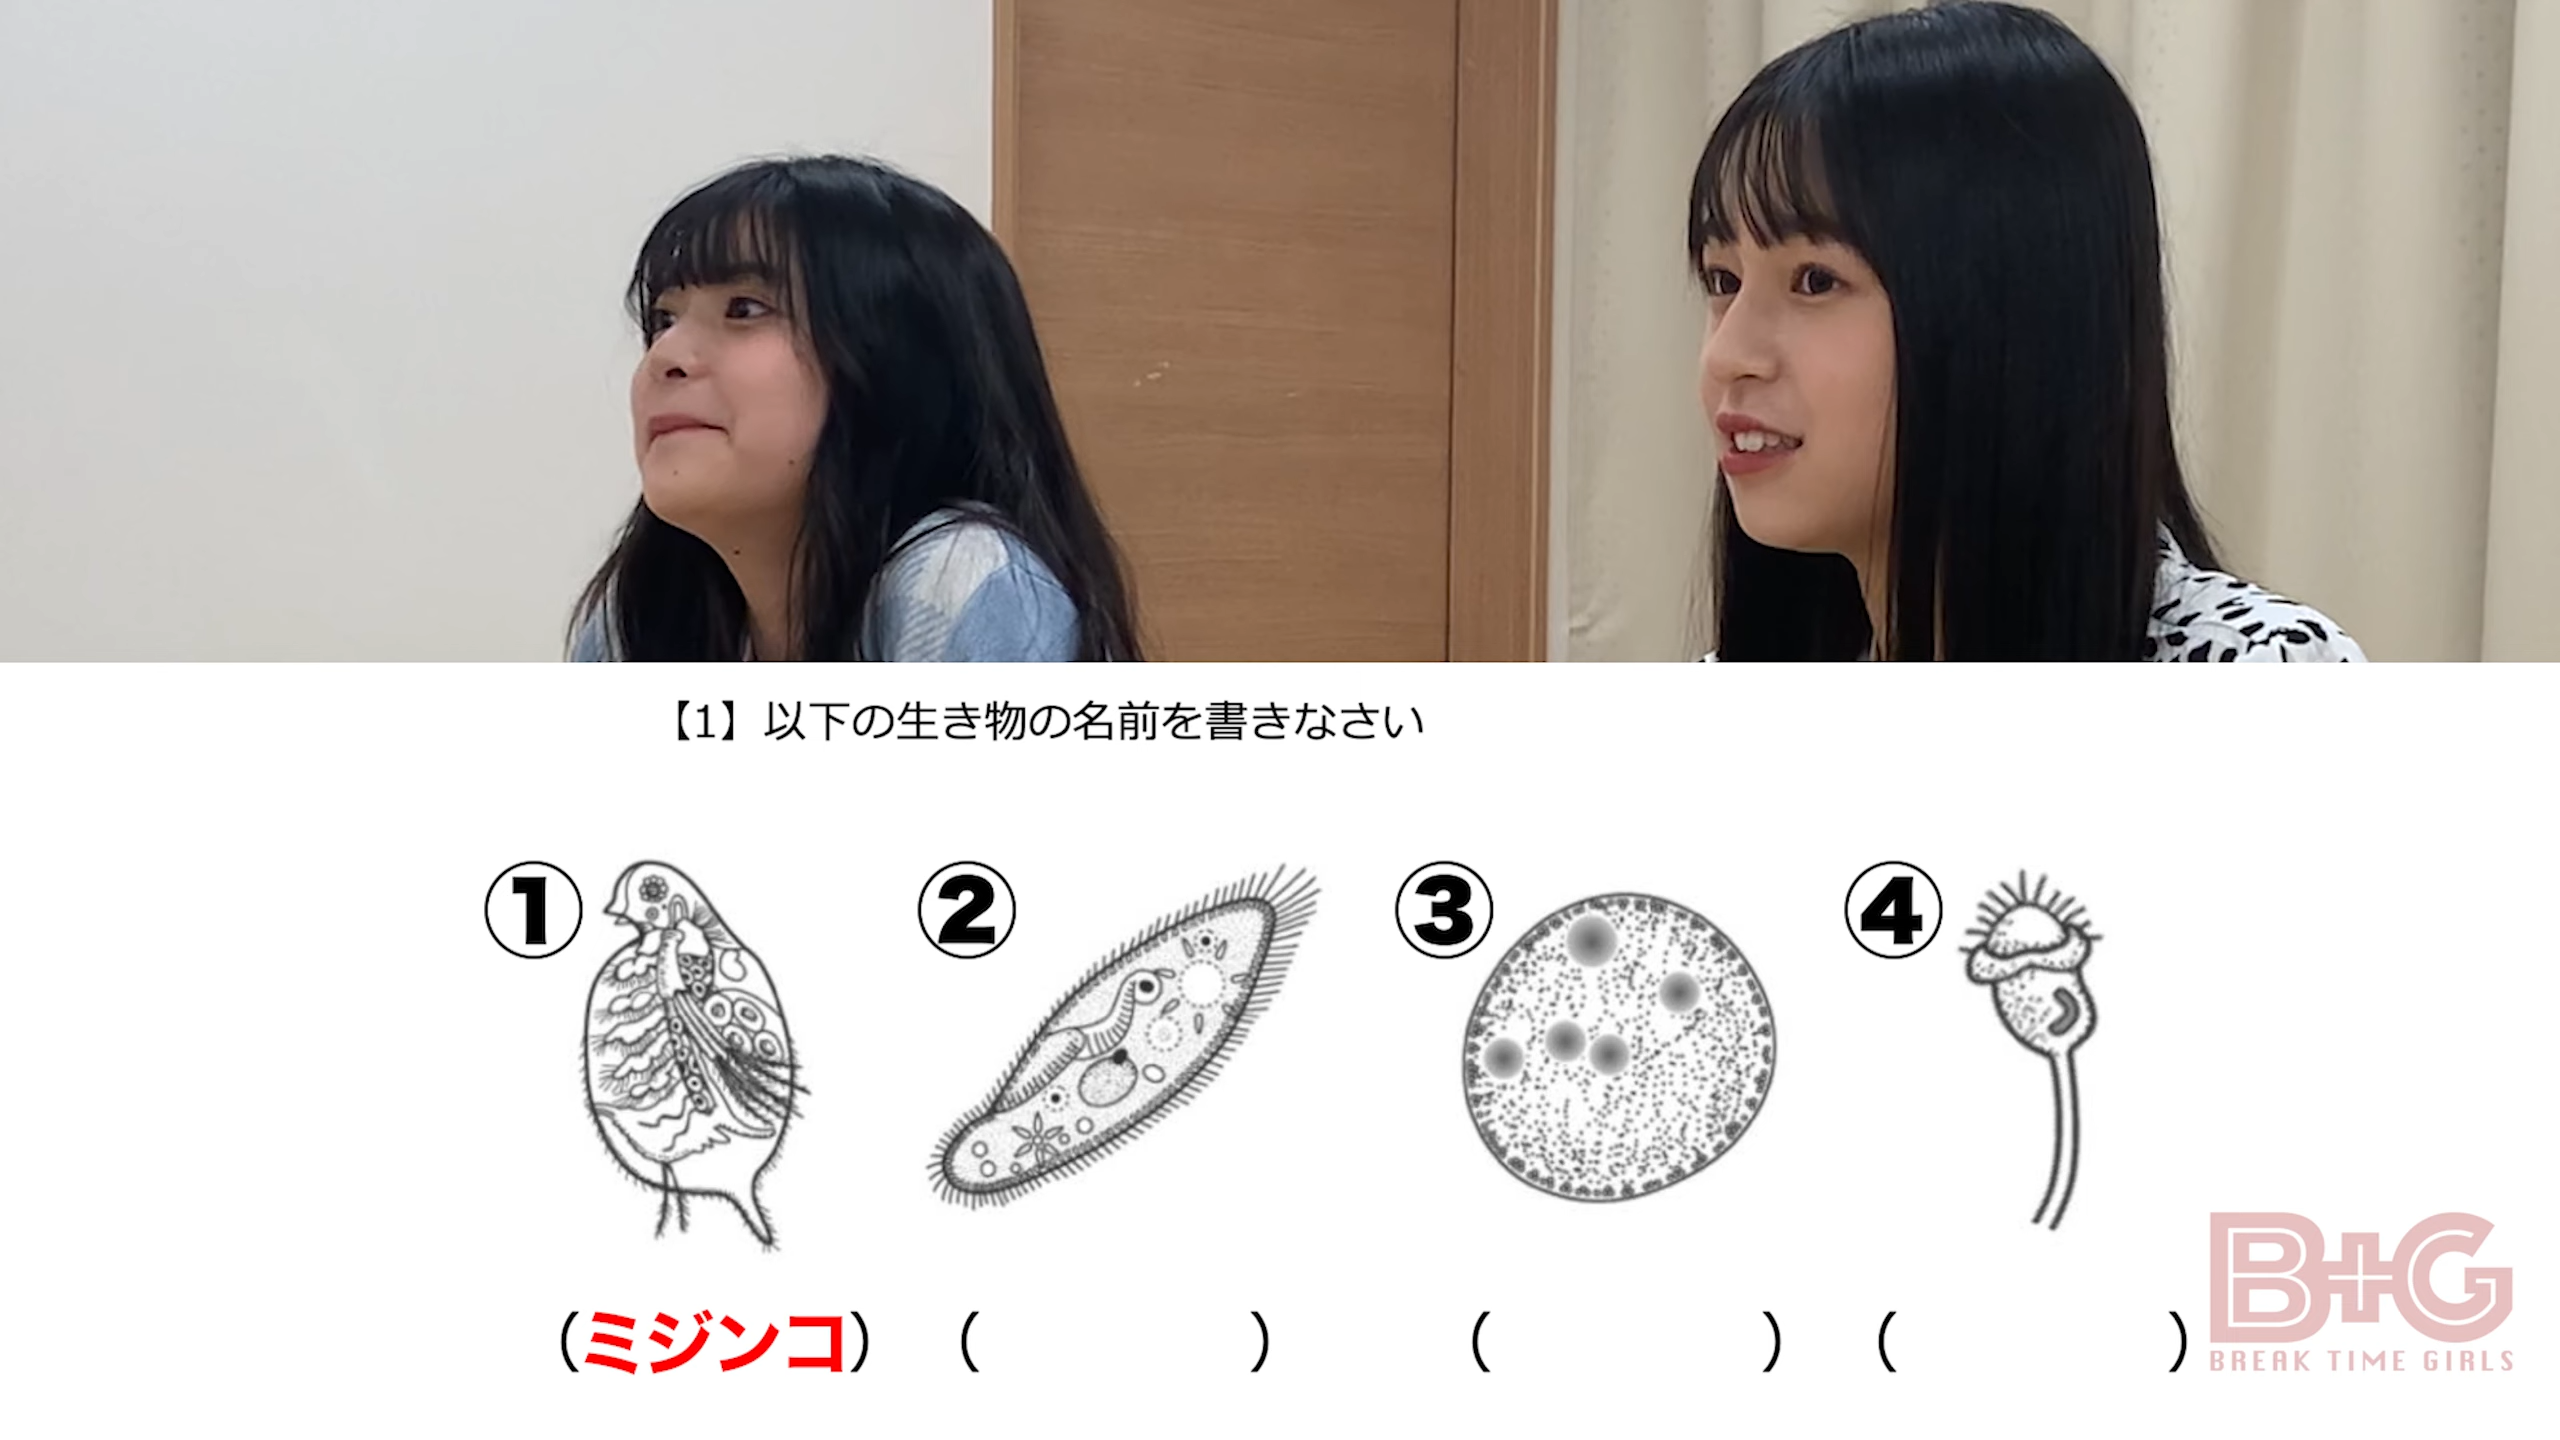 【1】以下の生き物の名前を書きなさい
① ② ③ ④
(ミジンコ) ( ) ( ) ( )
B+G
BREAK TIME GIRLS